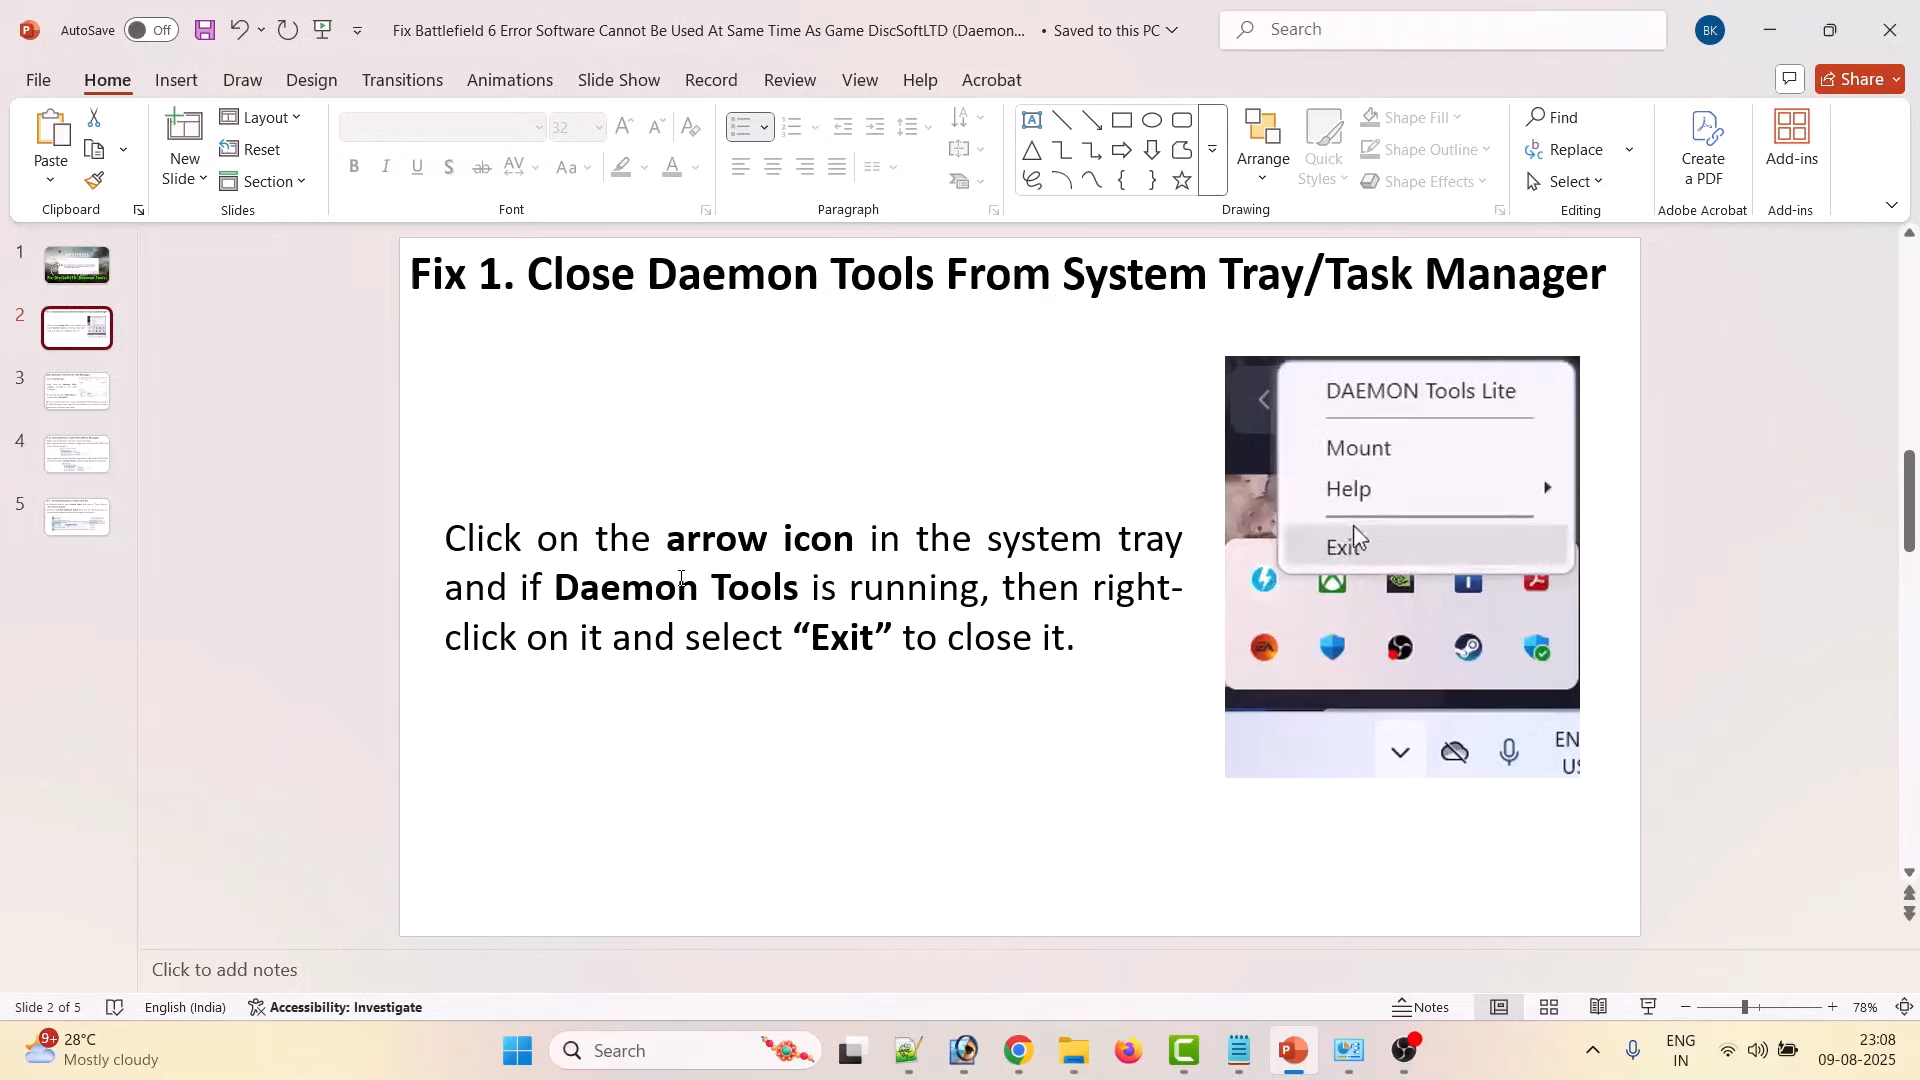 AutoSave Off
Fix Battlefield 6 Error Software Cannot Be Used At Same Time As Game DiscSoftLTD (Daemon... • Saved to this PC
Search
BK
File Home Insert Draw Design Transitions Animations Slide Show Record Review View Help Acrobat
Share
Paste
Clipboard
New Slide
Layout
Reset
Section
Slides
32
B I U S ab AV Aa A
Font
Paragraph
Arrange
Quick Styles
Shape Fill
Shape Outline
Shape Effects
Drawing
Find
Replace
Select
Editing
Create a PDF
Adobe Acrobat
Add-ins
Add-ins
1
2
3
4
5
Fix 1. Close Daemon Tools From System Tray/Task Manager
Click on the arrow icon in the system tray
and if Daemon Tools is running, then right-
click on it and select “Exit” to close it.
DAEMON Tools Lite
Mount
Help
Exit
EN
US
Click to add notes
Slide 2 of 5
English (India)
Accessibility: Investigate
Notes
78%
9+
28°C
Mostly cloudy
Search
ENG
IN
23:08
09-08-2025